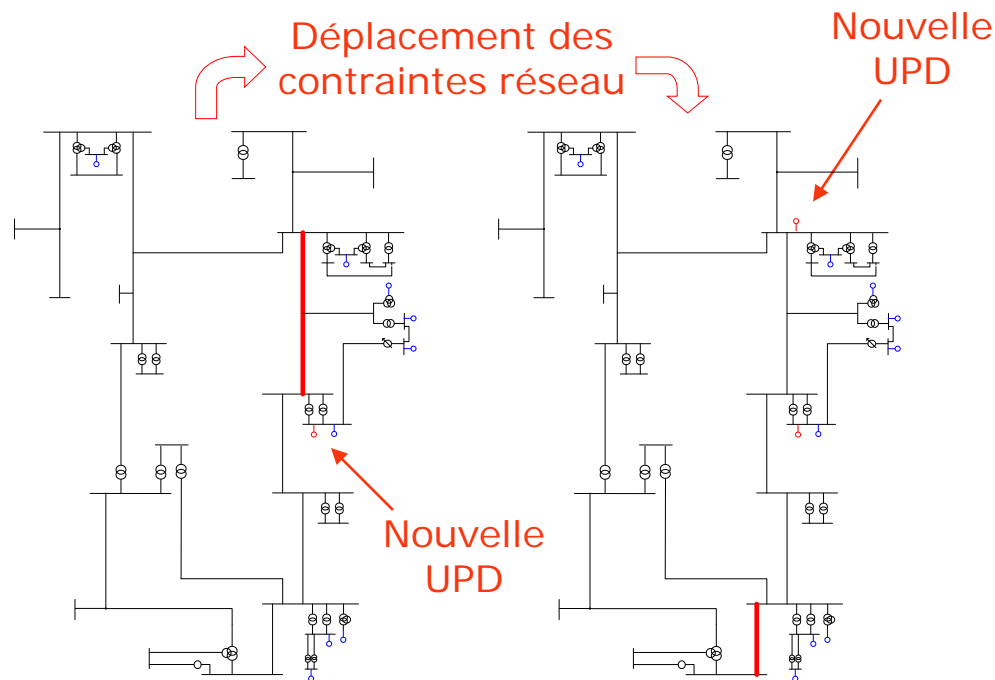 Déplacement des
contraintes réseau
Nouvelle
UPD
Nouvelle
UPD